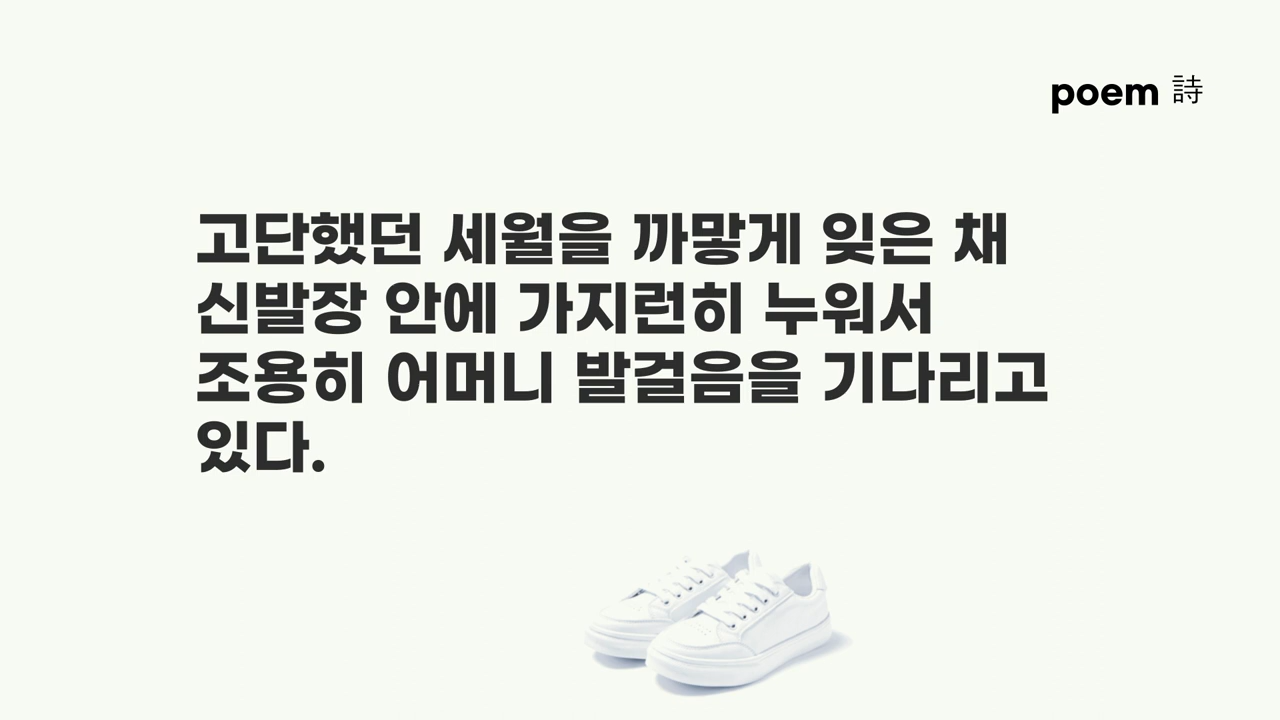 poem 詩
고단했던 세월을 까맣게 잊은 채
신발장 안에 가지런히 누워서
조용히 어머니 발걸음을 기다리고
있다.